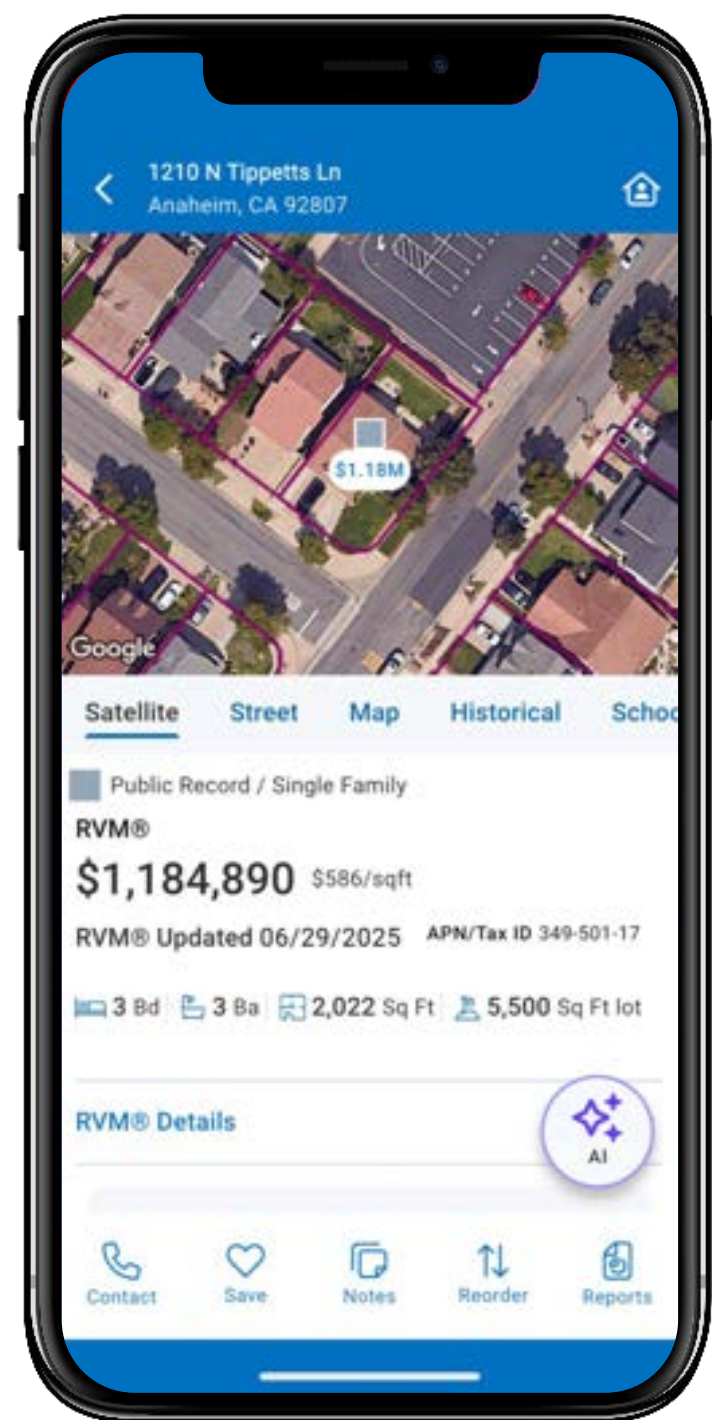 1210 N Tippetts Ln
Anaheim, CA 92807
$1.18M
Google
Satellite Street Map Historical Schoo
Public Record / Single Family
RVM®
$1,184,890 $586/sqft
RVM® Updated 06/29/2025 APN/Tax ID 349-501-17
3 Bd 3 Ba 2,022 Sq Ft 5,500 Sq Ft lot
RVM® Details
AI
Contact Save Notes Reorder Reports